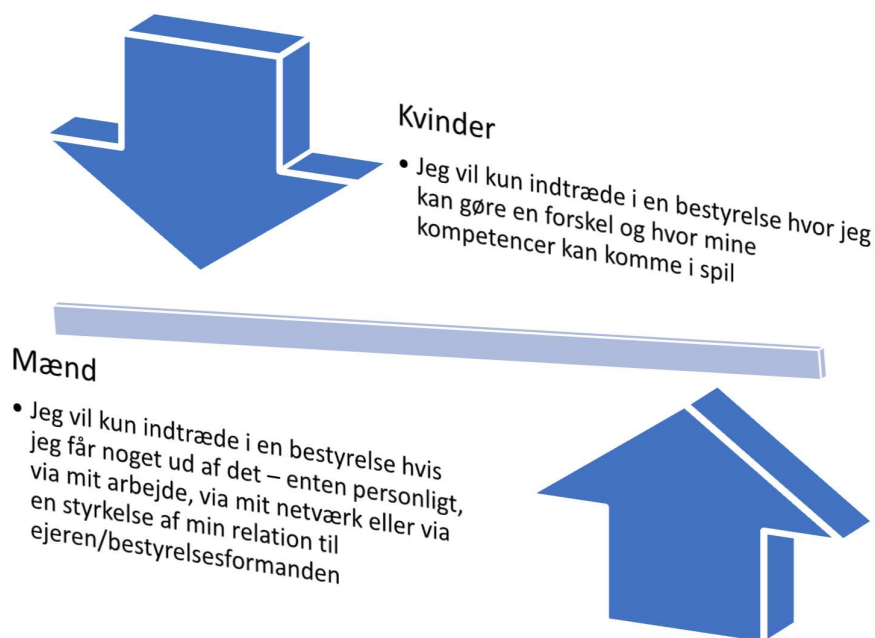 Kvinder
• Jeg vil kun indtræde i en bestyrelse hvor jeg
kan gøre en forskel og hvor mine
kompetencer kan komme i spil
Mænd
• Jeg vil kun indtræde i en bestyrelse hvis
jeg får noget ud af det – enten personligt,
via mit arbejde, via mit netværk eller via
en styrkelse af min relation til
ejeren/bestyrelsesformanden